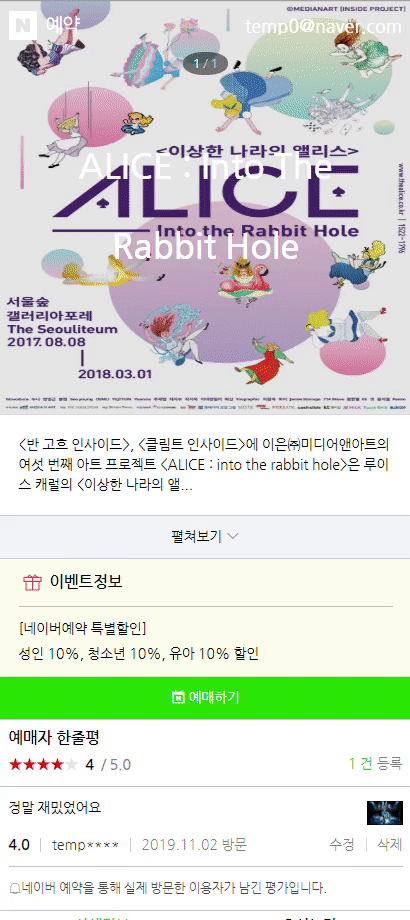 ©MEDIANART [INSIDE PROJECT]
N 예약
temp0@naver.com
1 / 1
<이상한 나라의 앨리스>
ALICE : Into The
ALICE
Into the Rabbit Hole
Rabbit Hole
www.thealice.co.kr | 1522-1796
서울숲
갤러리아포레
The Seouliteum
2017. 08. 08
2018. 03. 01
<반 고흐 인사이드>, <클림트 인사이드>에 이은㈜미디어앤아트의
여섯 번째 아트 프로젝트 <ALICE : into the rabbit hole>은 루이
스 캐럴의 <이상한 나라의 앨...
펼쳐보기
이벤트정보
[네이버예약 특별할인]
성인 10%, 청소년 10%, 유아 10% 할인
예매하기
예매자 한줄평
★★★★★ 4 / 5.0
1 건 등록
정말 재밌었어요
4.0 | temp**** | 2019.11.02 방문
수정 | 삭제
네이버 예약을 통해 실제 방문한 이용자가 남긴 평가입니다.